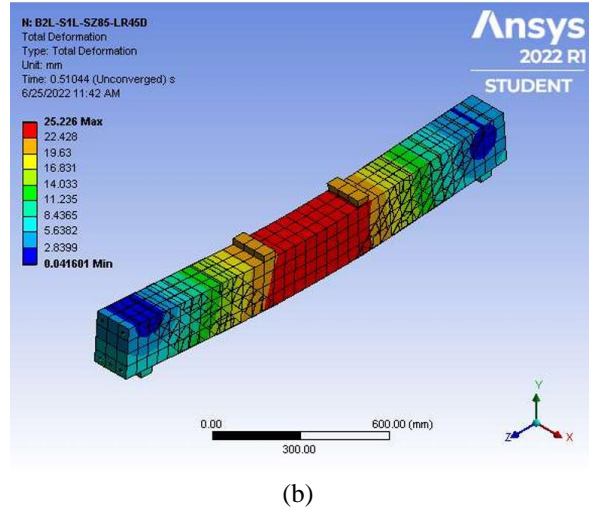 N: B2L-S1L-SZ85-LR45D
Total Deformation
Type: Total Deformation
Unit: mm
Time: 0.51044 (Unconverged) s
6/25/2022 11:42 AM
25.226 Max
22.428
19.63
16.831
14.033
11.235
8.4365
5.6382
2.8399
0.041601 Min
Ansys
2022 R1
STUDENT
0.00
600.00 (mm)
300.00
Y
Z
X
(b)